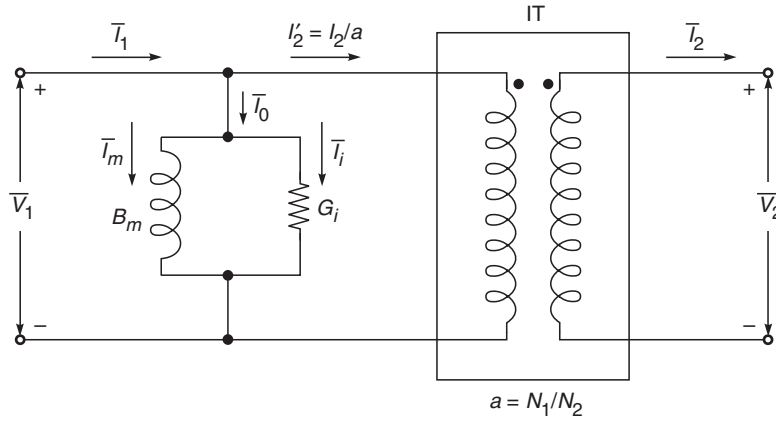 IT
I̅₁
I′₂ = I₂/a
I̅₂
+
+
I̅₀
I̅ₘ
I̅ᵢ
V̅₁
Bₘ
Gᵢ
V̅₂
–
–
a = N₁/N₂